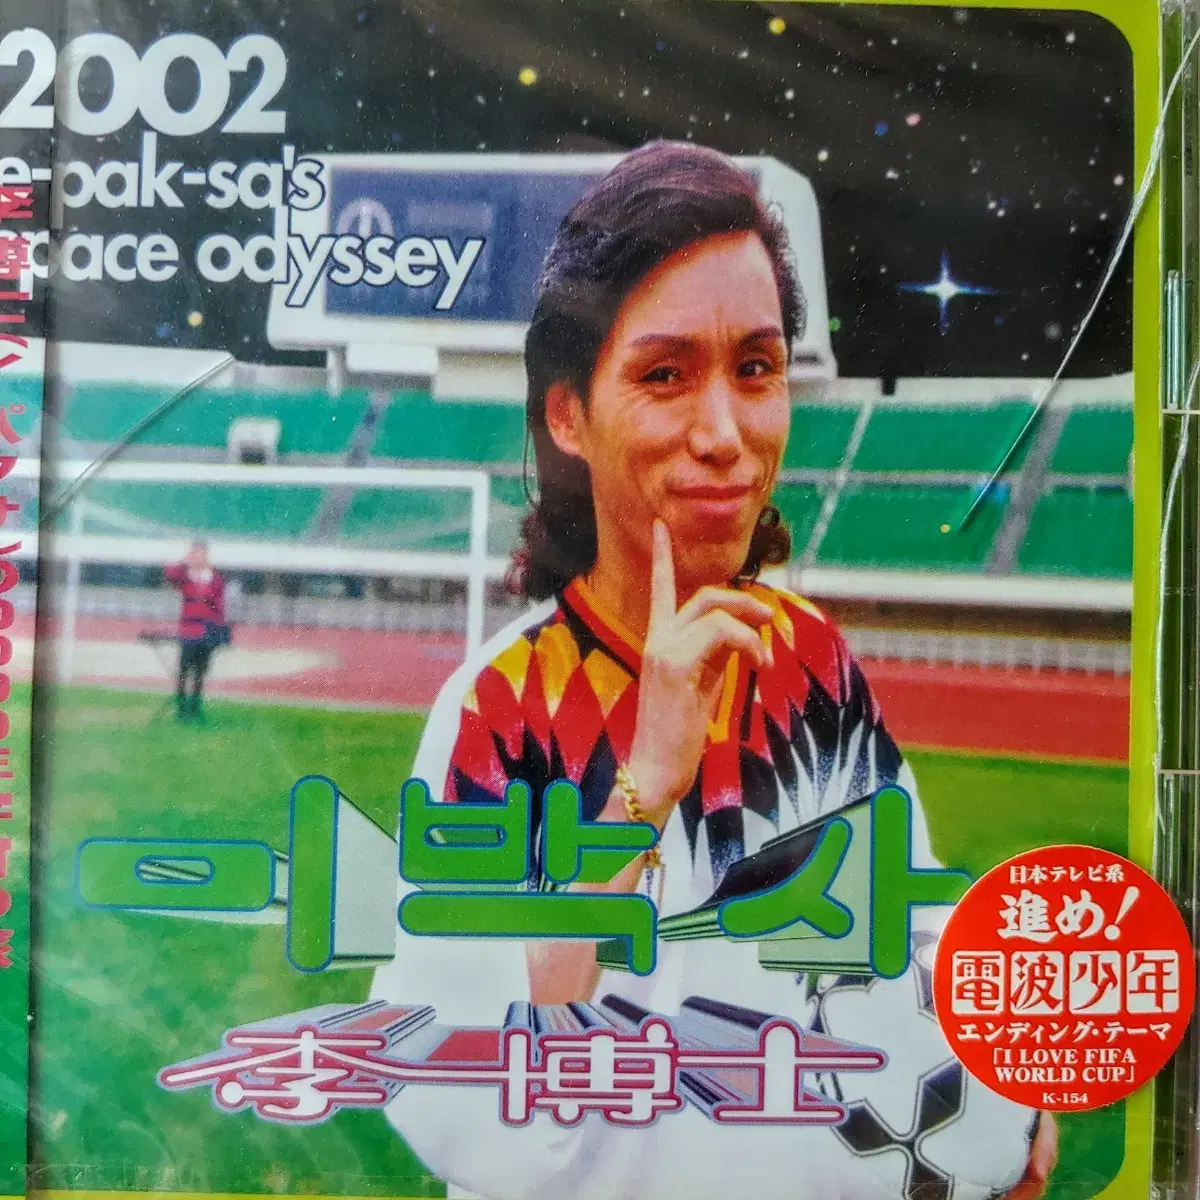 2002
e-pak-sa's
space odyssey
이박사
李博士
日本テレビ系
進め!
電波少年
エンディング・テーマ
「I LOVE FIFA
WORLD CUP」
K-154